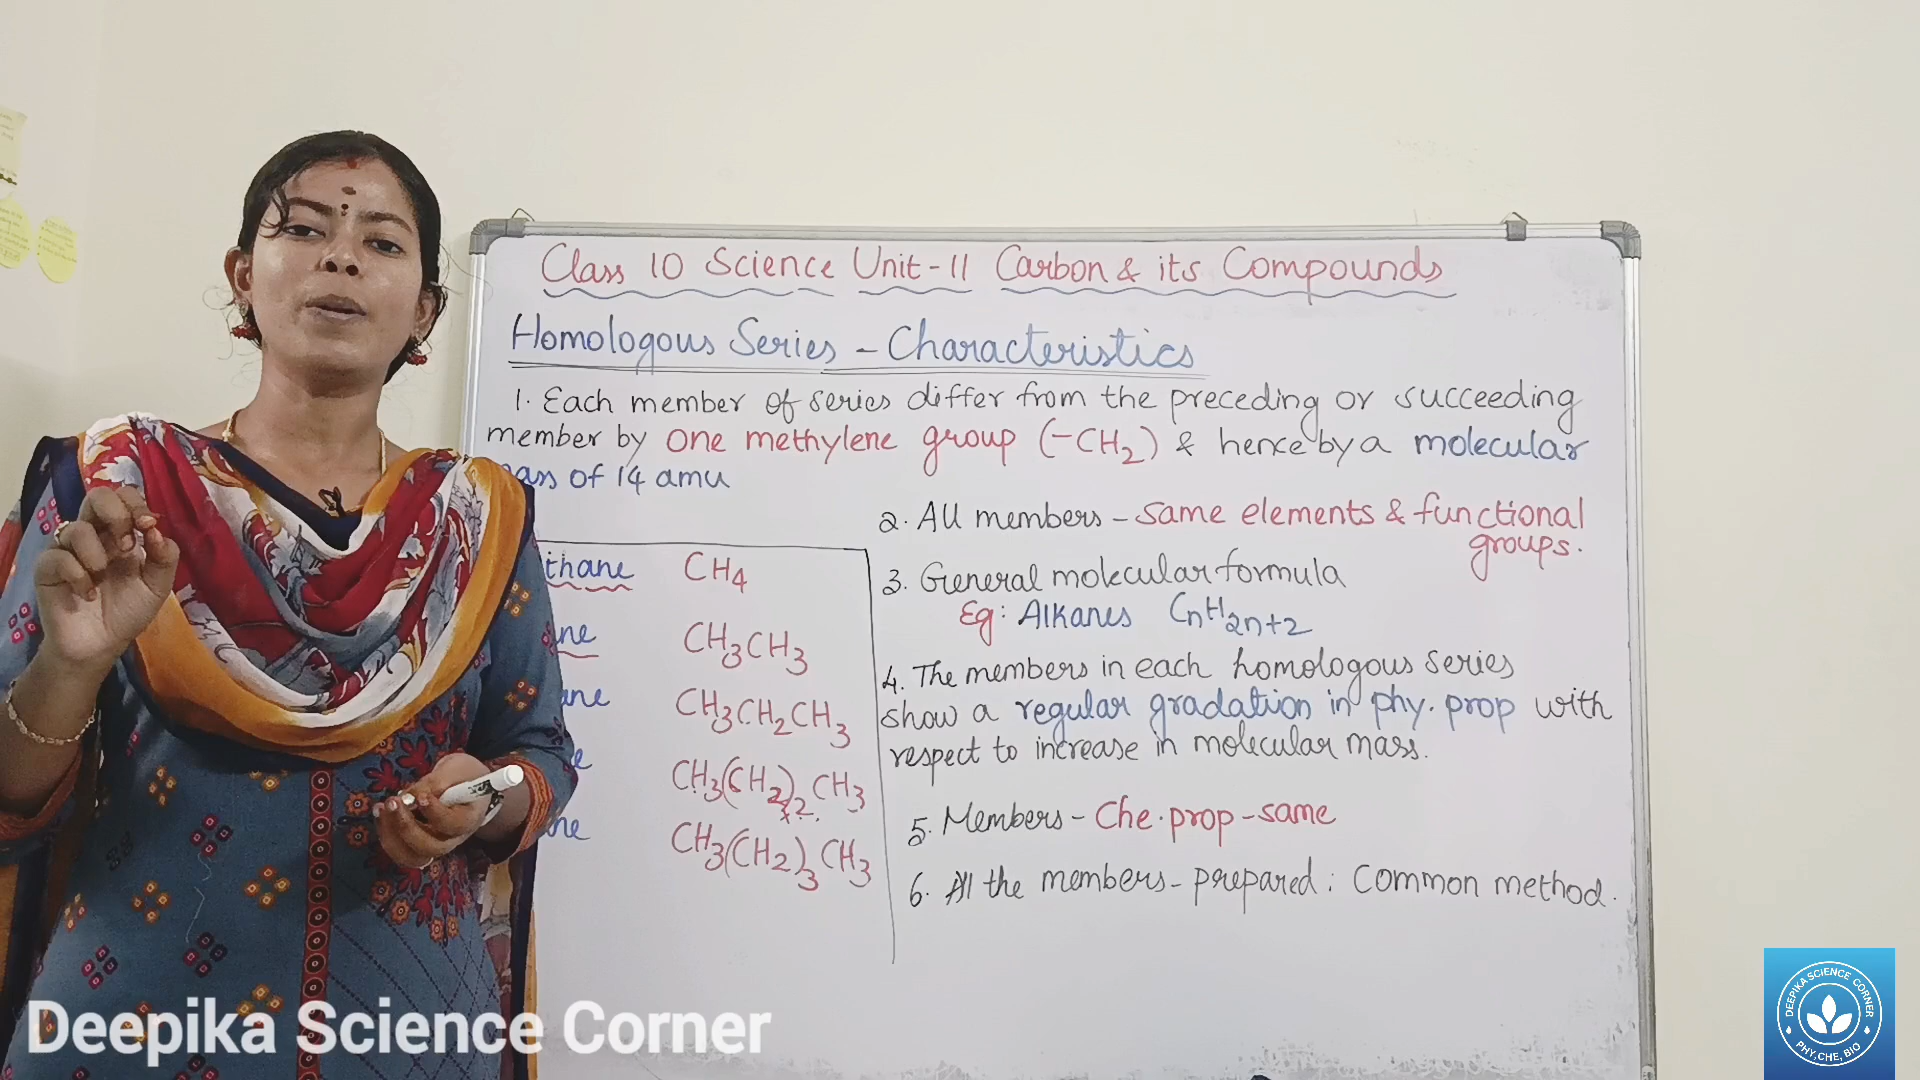 Class 10 Science Unit-11 Carbon & its Compounds
Homologous Series - Characteristics
1. Each member of series differ from the preceding or succeeding
member by one methylene group (-CH2) & hence by a molecular
of 14 amu
2. All members - same elements & functional
groups.
3. General molecular formula
Eg: Alkanes CnH2n+2
4. The members in each homologous series
show a regular gradation in phy. prop with
respect to increase in molecular mass.
5. Members - Che. prop - same
6. All the members - prepared: Common method.
thane CH4
ne CH3CH3
ane CH3CH2CH3
e CH3(CH2)2CH3
ne CH3(CH2)3CH3
Deepika Science Corner
DEEPIKA SCIENCE CORNER
PHY, CHE, BIO